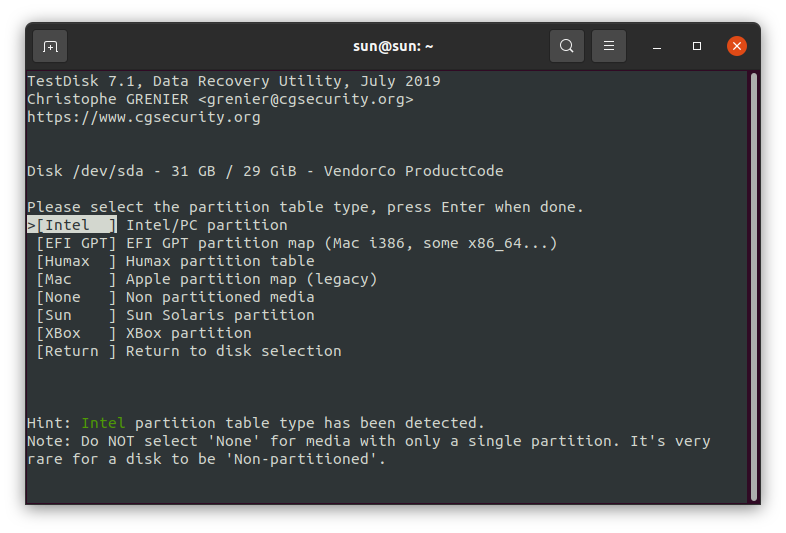 sun@sun: ~
TestDisk 7.1, Data Recovery Utility, July 2019
Christophe GRENIER <grenier@cgsecurity.org>
https://www.cgsecurity.org
Disk /dev/sda - 31 GB / 29 GiB - VendorCo ProductCode
Please select the partition table type, press Enter when done.
>[Intel  ] Intel/PC partition
 [EFI GPT] EFI GPT partition map (Mac i386, some x86_64...)
 [Humax  ] Humax partition table
 [Mac    ] Apple partition map (legacy)
 [None   ] Non partitioned media
 [Sun    ] Sun Solaris partition
 [XBox   ] XBox partition
 [Return ] Return to disk selection
Hint: Intel partition table type has been detected.
Note: Do NOT select 'None' for media with only a single partition. It's very
rare for a disk to be 'Non-partitioned'.